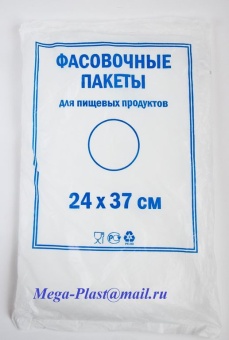 ФАСОВОЧНЫЕ
ПАКЕТЫ
для пищевых продуктов
24 х 37 см
Mega-Plast@mail.ru